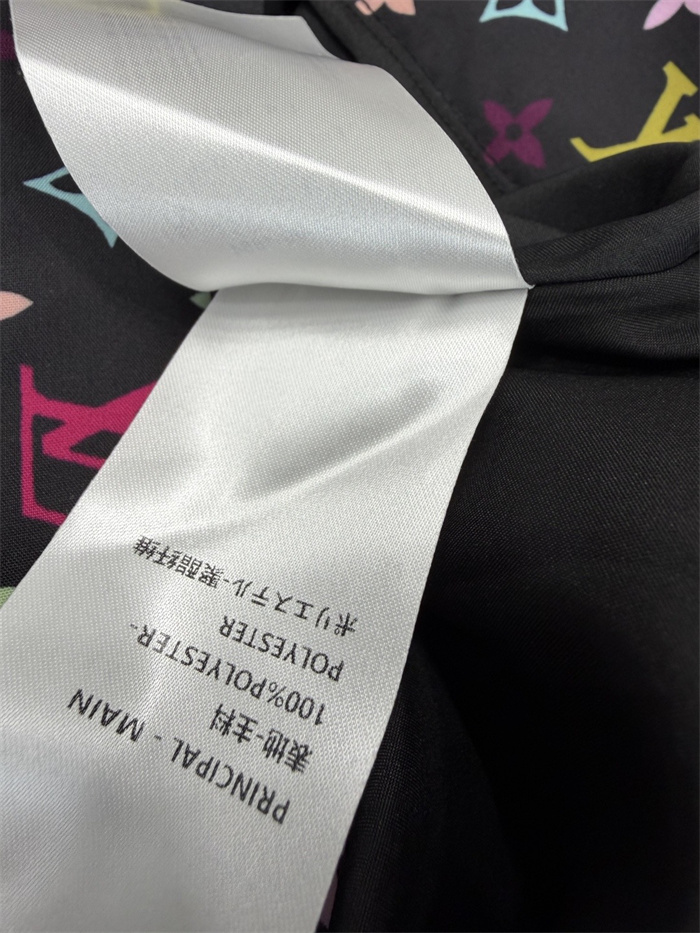 PRINCIPAL - MAIN
表地-主料
100%POLYESTER-
POLYESTER
ポリエステル-聚酯纤维